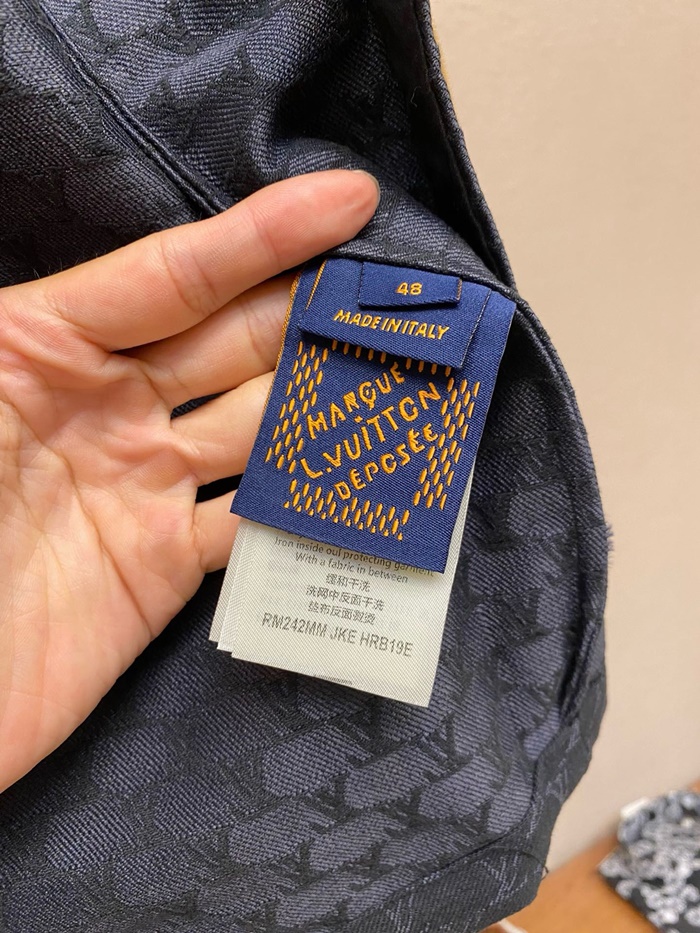 48
MADE IN ITALY
MARQUE
L.VUITTON
DÉPOSÉE
Iron inside out protecting garment
With a fabric in between
缓和干洗
洗网中反面干洗
垫布反面熨烫
RM242MM JKE HRB19E